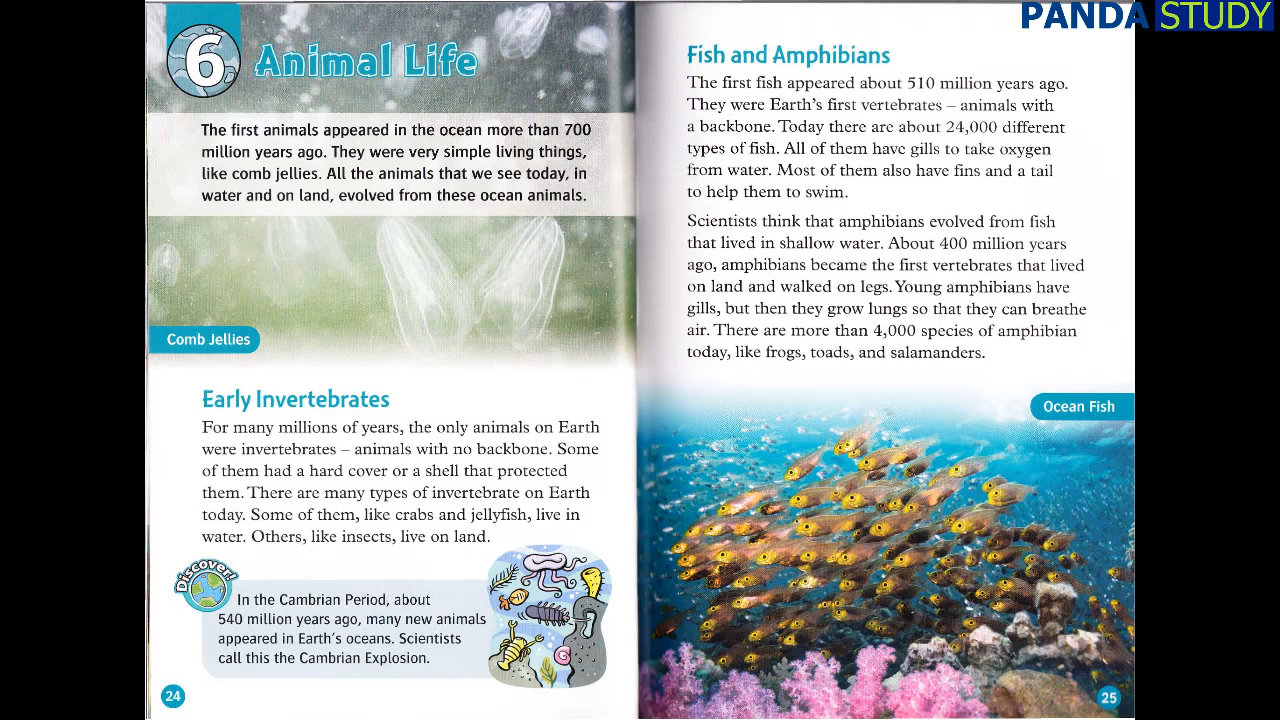 PANDA STUDY
6 Animal Life
The first animals appeared in the ocean more than 700
million years ago. They were very simple living things,
like comb jellies. All the animals that we see today, in
water and on land, evolved from these ocean animals.
Comb Jellies
Early Invertebrates
For many millions of years, the only animals on Earth
were invertebrates – animals with no backbone. Some
of them had a hard cover or a shell that protected
them. There are many types of invertebrate on Earth
today. Some of them, like crabs and jellyfish, live in
water. Others, like insects, live on land.
Discover!
In the Cambrian Period, about
540 million years ago, many new animals
appeared in Earth's oceans. Scientists
call this the Cambrian Explosion.
24
Fish and Amphibians
The first fish appeared about 510 million years ago.
They were Earth's first vertebrates – animals with
a backbone. Today there are about 24,000 different
types of fish. All of them have gills to take oxygen
from water. Most of them also have fins and a tail
to help them to swim.
Scientists think that amphibians evolved from fish
that lived in shallow water. About 400 million years
ago, amphibians became the first vertebrates that lived
on land and walked on legs. Young amphibians have
gills, but then they grow lungs so that they can breathe
air. There are more than 4,000 species of amphibian
today, like frogs, toads, and salamanders.
Ocean Fish
25